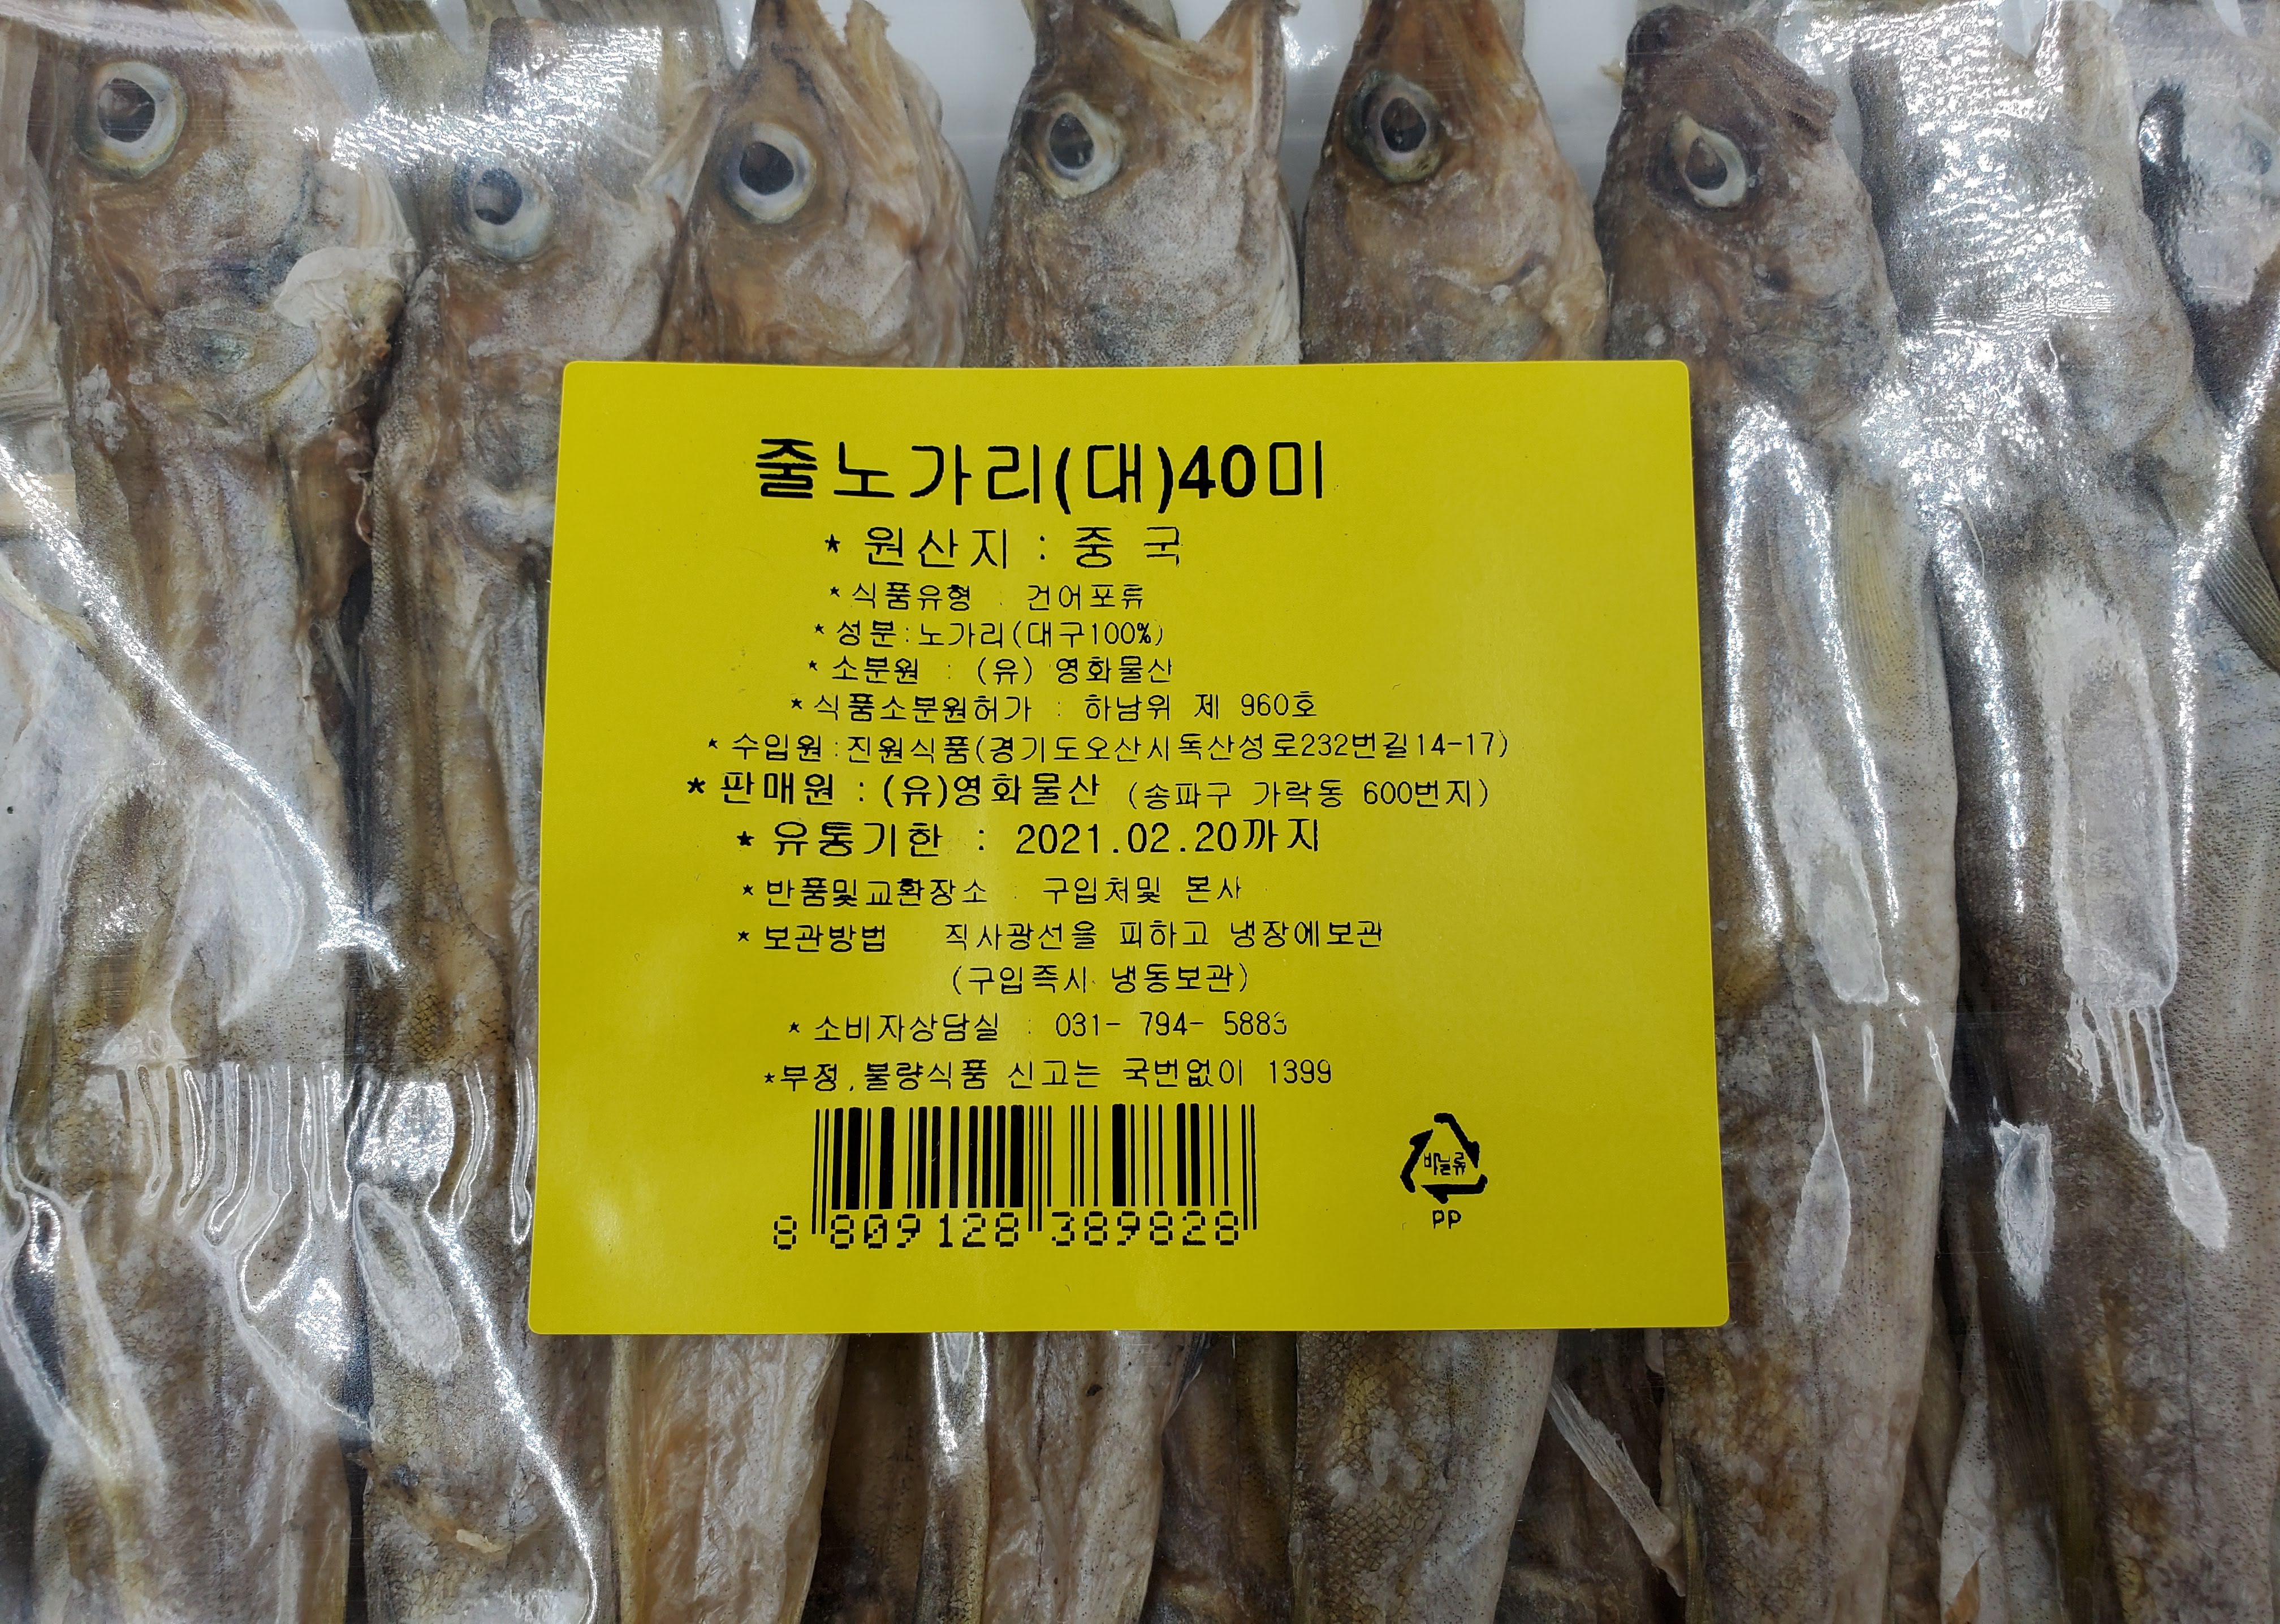 줄노가리(대)40미
* 원산지 : 중 국
* 식품유형 : 건어포류
* 성분:노가리(대구100%)
* 소분원 : (유) 영화물산
* 식품소분원허가 : 하남위 제 960호
* 수입원:진원식품(경기도오산시독산성로232번길14-17)
* 판매원 : (유)영화물산 (송파구 가락동 600번지)
* 유통기한 : 2021.02.20까지
* 반품및교환장소 : 구입처및 본사
* 보관방법 직사광선을 피하고 냉장에보관
(구입즉시 냉동보관)
* 소비자상담실 : 031- 794- 5883
*부정,불량식품 신고는 국번없이 1399
8 809128 389828
비닐류
PP